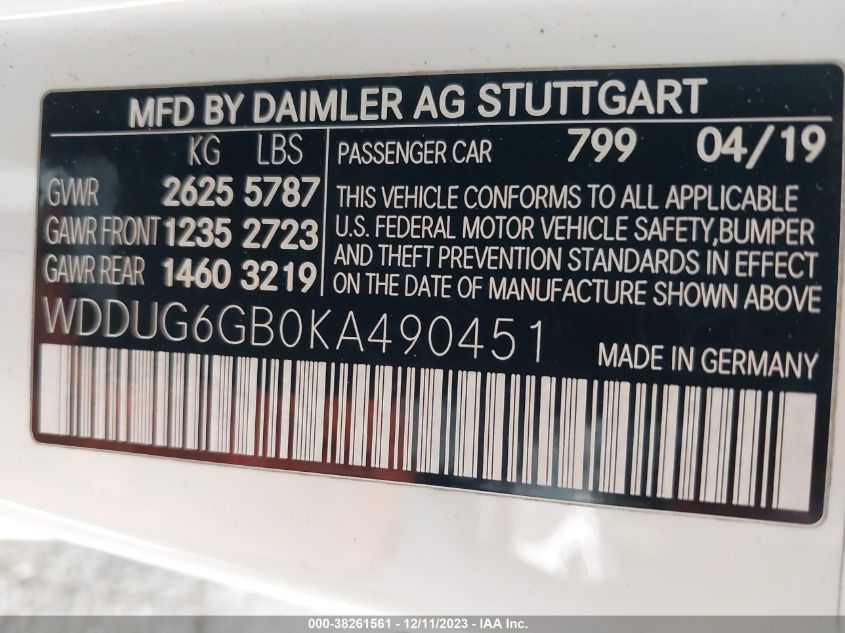 MFD BY DAIMLER AG STUTTGART
KG LBS
GVWR 2625 5787
GAWR FRONT 1235 2723
GAWR REAR 1460 3219
PASSENGER CAR 799 04/19
THIS VEHICLE CONFORMS TO ALL APPLICABLE
U.S. FEDERAL MOTOR VEHICLE SAFETY,BUMPER
AND THEFT PREVENTION STANDARDS IN EFFECT
ON THE DATE OF MANUFACTURE SHOWN ABOVE
WDDUG6GB0KA490451
MADE IN GERMANY
000-38261561 - 12/11/2023 - IAA Inc.